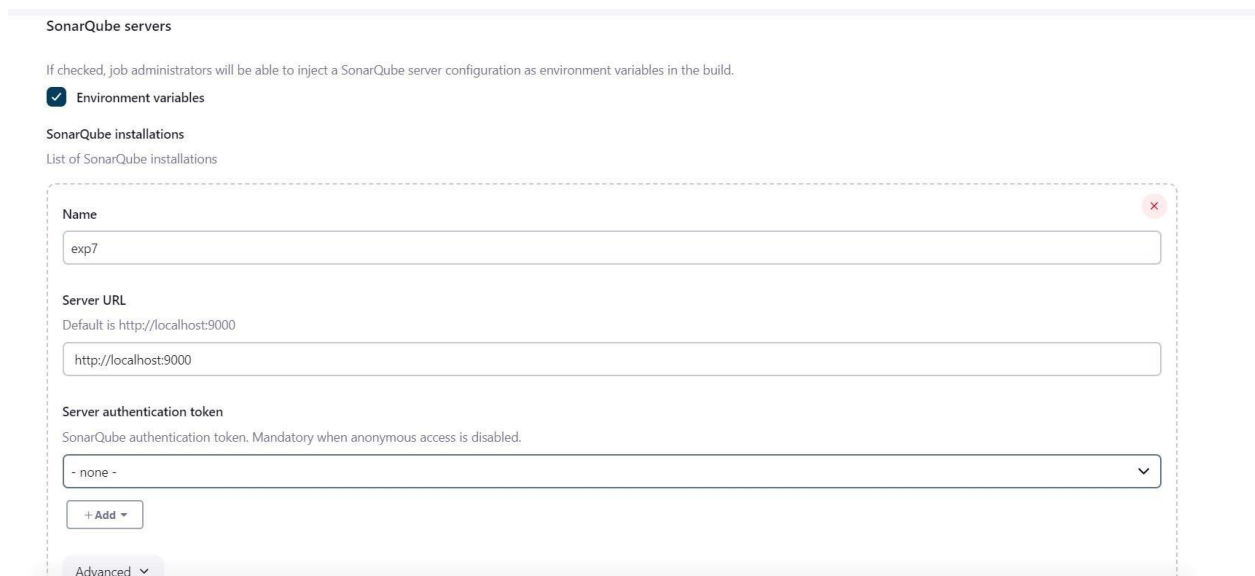 SonarQube servers
If checked, job administrators will be able to inject a SonarQube server configuration as environment variables in the build.
Environment variables
SonarQube installations
List of SonarQube installations
Name
exp7
Server URL
Default is http://localhost:9000
http://localhost:9000
Server authentication token
SonarQube authentication token. Mandatory when anonymous access is disabled.
- none -
+ Add
Advanced